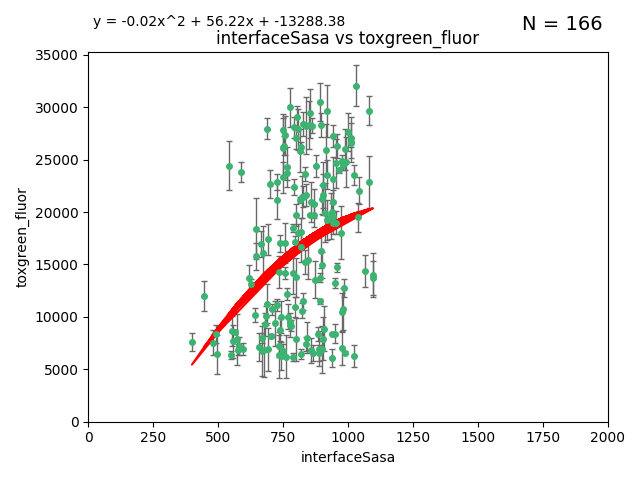 y = -0.02x^2 + 56.22x + -13288.38
N = 166
interfaceSasa vs toxgreen_fluor
35000
30000
25000
20000
15000
10000
5000
0
toxgreen_fluor
0 250 500 750 1000 1250 1500 1750 2000
interfaceSasa